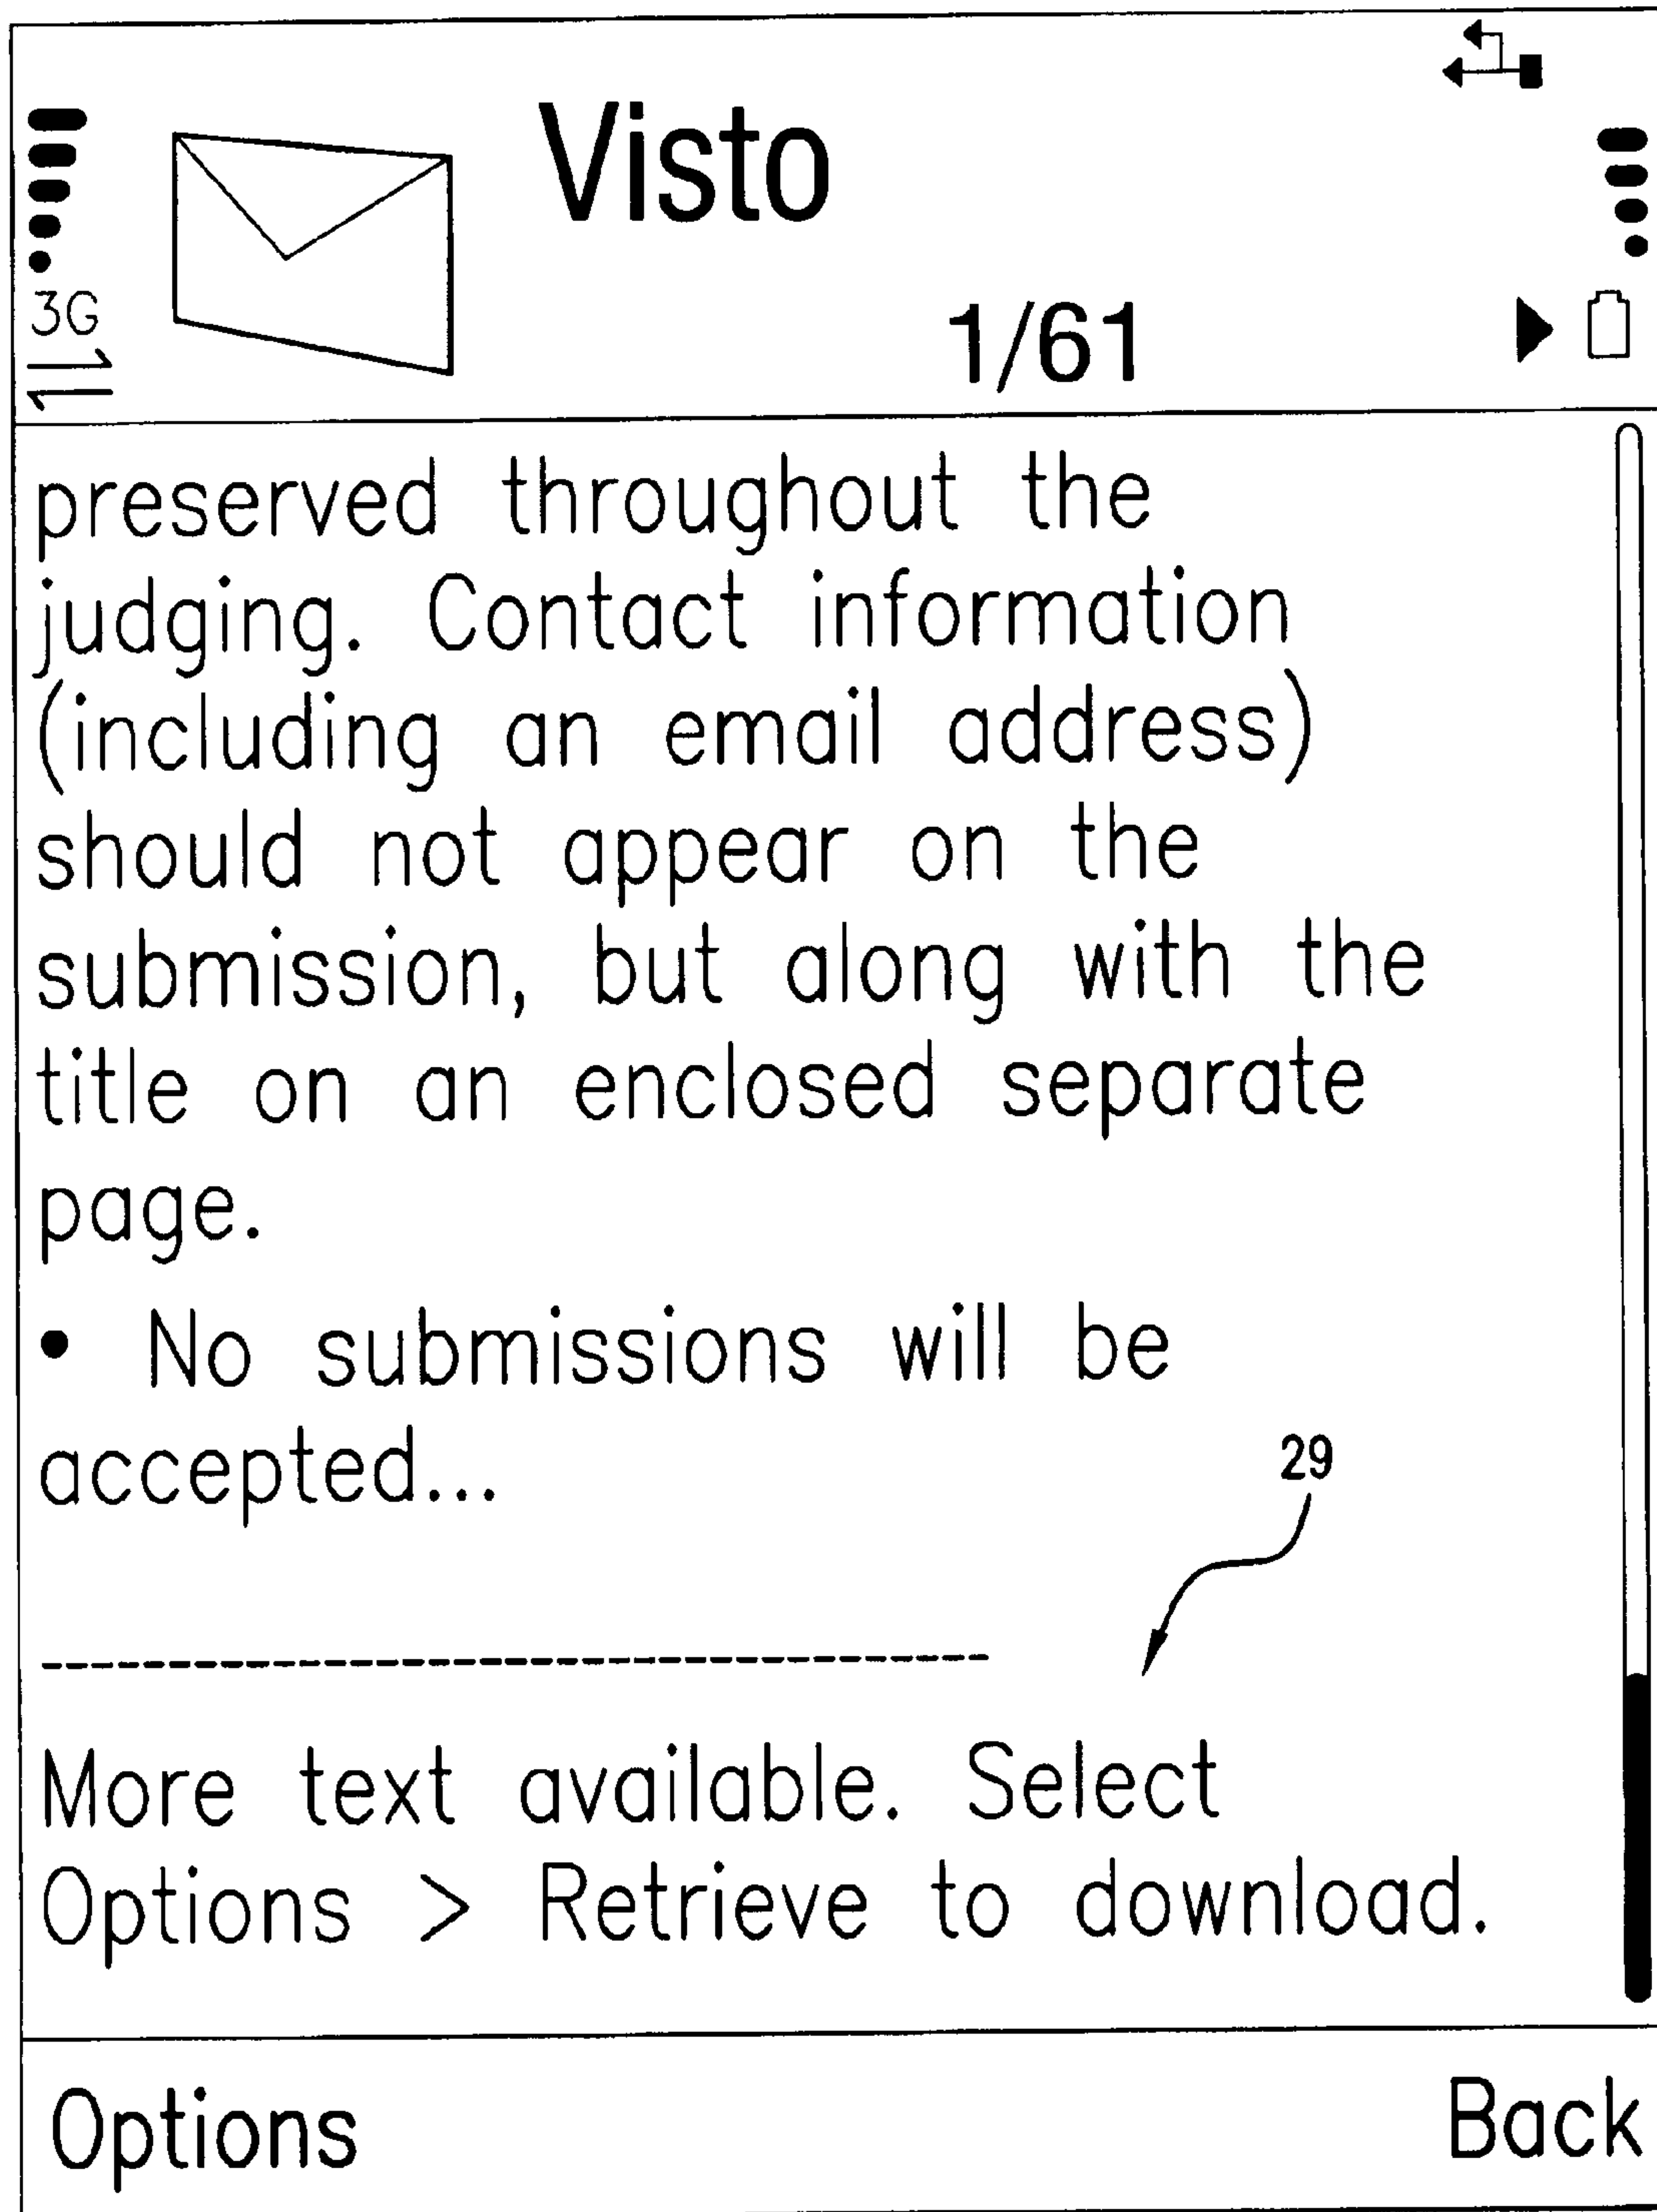 Visto
3G
1/61
preserved throughout the
judging. Contact information
(including an email address)
should not appear on the
submission, but along with the
title on an enclosed separate
page.
• No submissions will be
accepted...
29
-------------------------------------
More text available. Select
Options > Retrieve to download.
Options Back